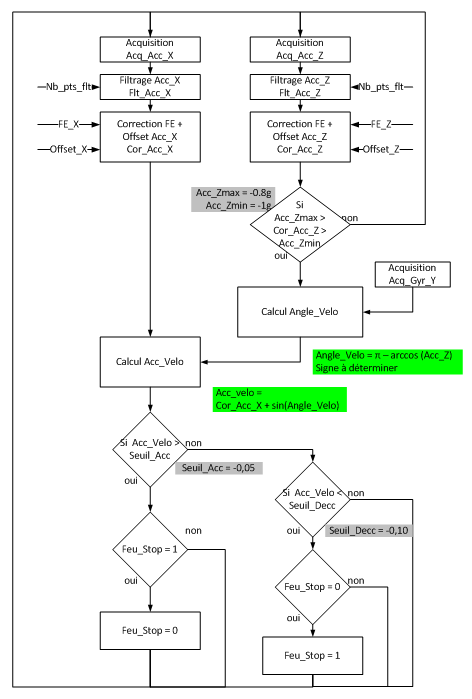 Acquisition
Acq_Acc_X
Acquisition
Acq_Acc_Z
Nb_pts_flt
Filtrage Acc_X
Flt_Acc_X
Filtrage Acc_Z
Flt_Acc_Z
Nb_pts_flt
FE_X
Offset_X
Correction FE +
Offset Acc_X
Cor_Acc_X
Correction FE +
Offset Acc_Z
Cor_Acc_Z
FE_Z
Offset_Z
Acc_Zmax = -0.8g
Acc_Zmin = -1g
Si
Acc_Zmax >
Cor_Acc_Z >
Acc_Zmin
non
oui
Acquisition
Acq_Gyr_Y
Calcul Angle_Velo
Calcul Acc_Velo
Angle_Velo = π – arccos (Acc_Z)
Signe à déterminer
Acc_velo =
Cor_Acc_X + sin(Angle_Velo)
Si Acc_Velo >
Seuil_Acc
non
Seuil_Acc = -0,05
oui
Si Acc_Velo <
Seuil_Decc
non
Seuil_Decc = -0,10
oui
Feu_Stop = 1
non
oui
Feu_Stop = 0
non
oui
Feu_Stop = 0
Feu_Stop = 1